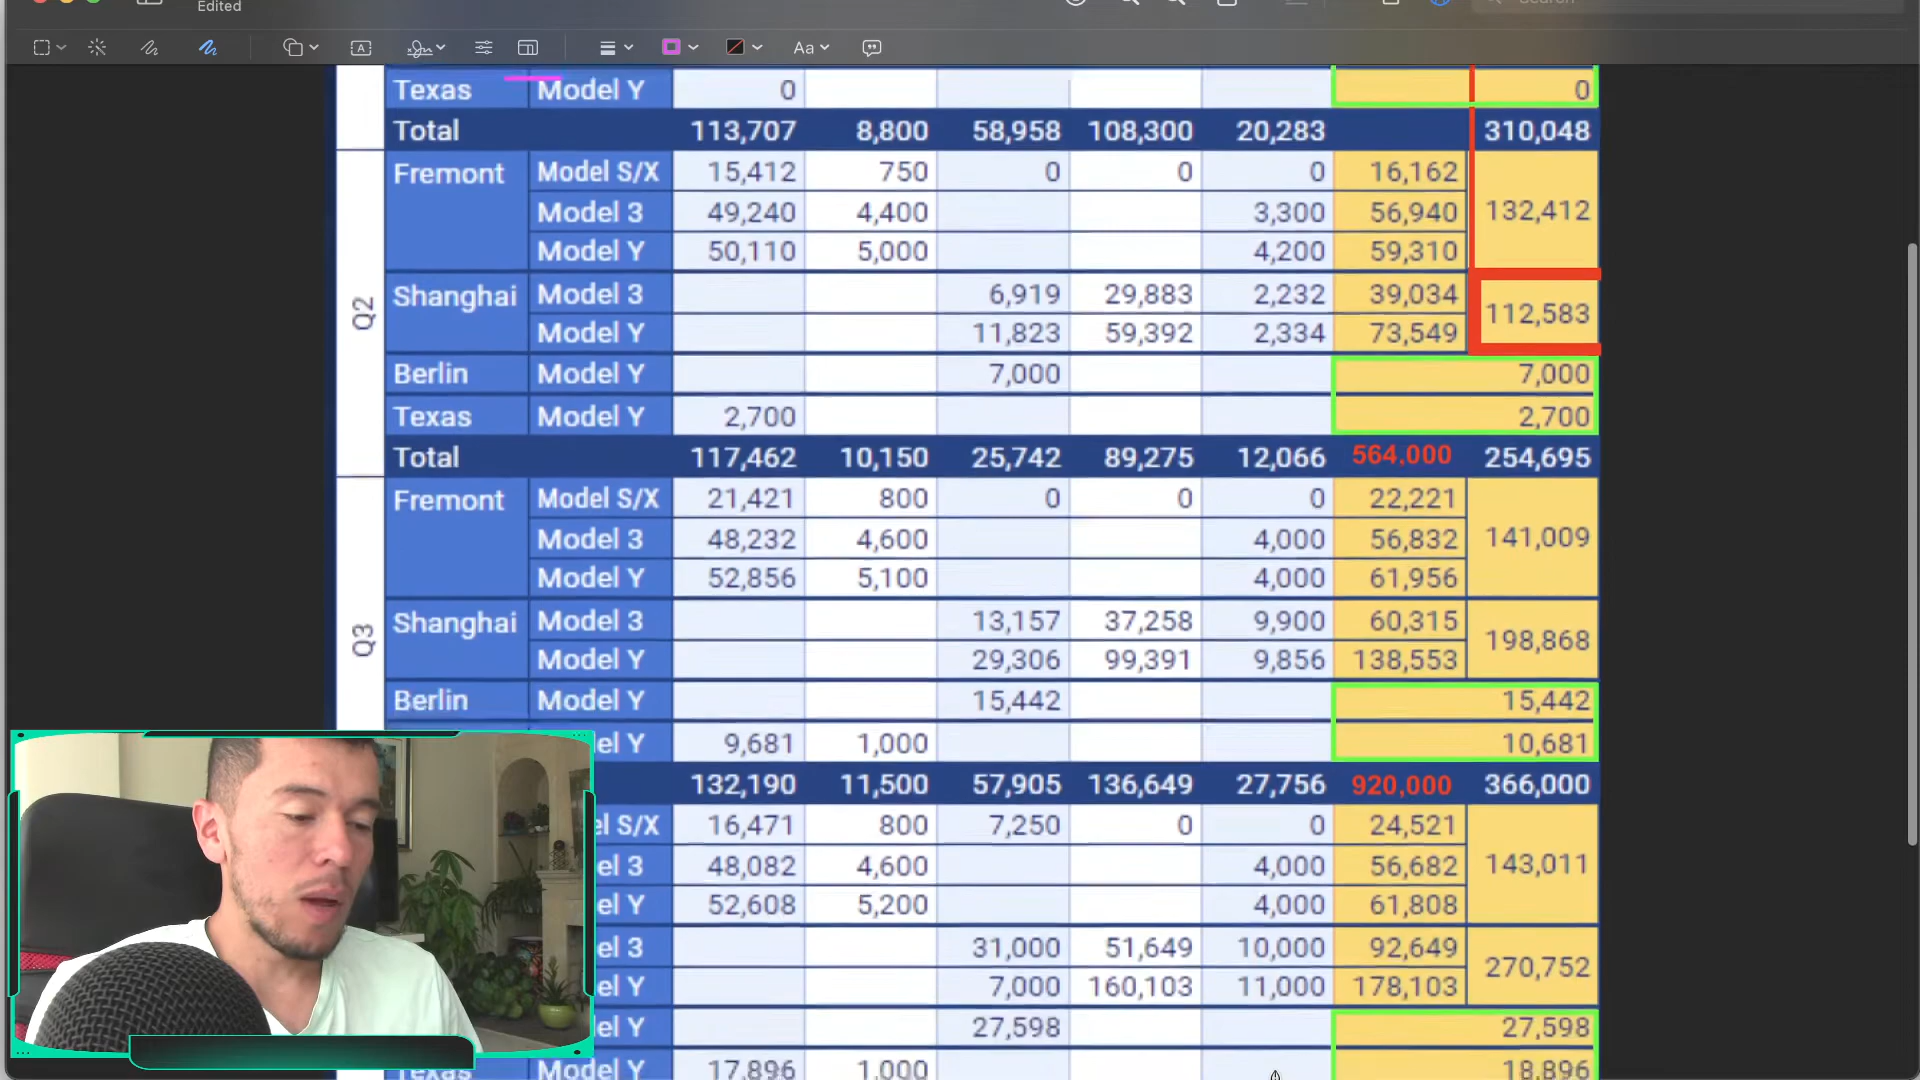 Edited
Search
A
Aa
Texas Model Y 0 0
Total 113,707 8,800 58,958 108,300 20,283 310,048
Q2
Fremont Model S/X 15,412 750 0 0 0 16,162
Model 3 49,240 4,400 3,300 56,940 132,412
Model Y 50,110 5,000 4,200 59,310
Shanghai Model 3 6,919 29,883 2,232 39,034 112,583
Model Y 11,823 59,392 2,334 73,549
Berlin Model Y 7,000 7,000
Texas Model Y 2,700 2,700
Total 117,462 10,150 25,742 89,275 12,066 564,000 254,695
Q3
Fremont Model S/X 21,421 800 0 0 0 22,221
Model 3 48,232 4,600 4,000 56,832 141,009
Model Y 52,856 5,100 4,000 61,956
Shanghai Model 3 13,157 37,258 9,900 60,315 198,868
Model Y 29,306 99,391 9,856 138,553
Berlin Model Y 15,442 15,442
el Y 9,681 1,000 10,681
132,190 11,500 57,905 136,649 27,756 920,000 366,000
el S/X 16,471 800 7,250 0 0 24,521
el 3 48,082 4,600 4,000 56,682 143,011
el Y 52,608 5,200 4,000 61,808
el 3 31,000 51,649 10,000 92,649 270,752
el Y 7,000 160,103 11,000 178,103
el Y 27,598 27,598
Texas Model Y 17,896 1,000 18,896